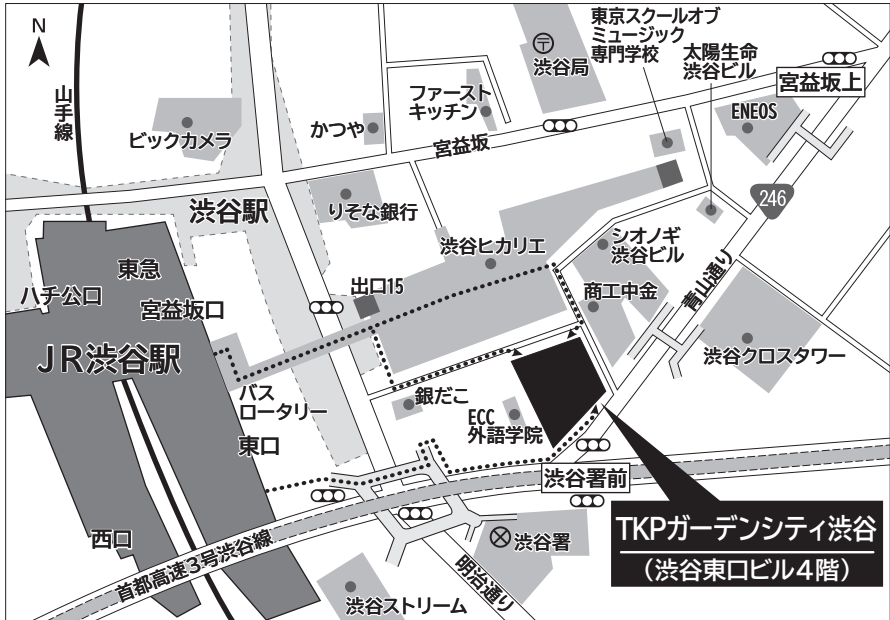 N
山手線
ビックカメラ
かつや
ファースト
キッチン
〒
渋谷局
東京スクールオブ
ミュージック
専門学校
太陽生命
渋谷ビル
宮益坂上
ENEOS
宮益坂
246
渋谷駅
りそな銀行
渋谷ヒカリエ
シオノギ
渋谷ビル
青山通り
東急
ハチ公口
宮益坂口
出口15
商工中金
JR渋谷駅
渋谷クロスタワー
バス
ロータリー
銀だこ
ECC
外語学院
東口
渋谷署前
TKPガーデンシティ渋谷
(渋谷東口ビル4階)
西口
首都高速3号渋谷線
渋谷署
明治通り
渋谷ストリーム